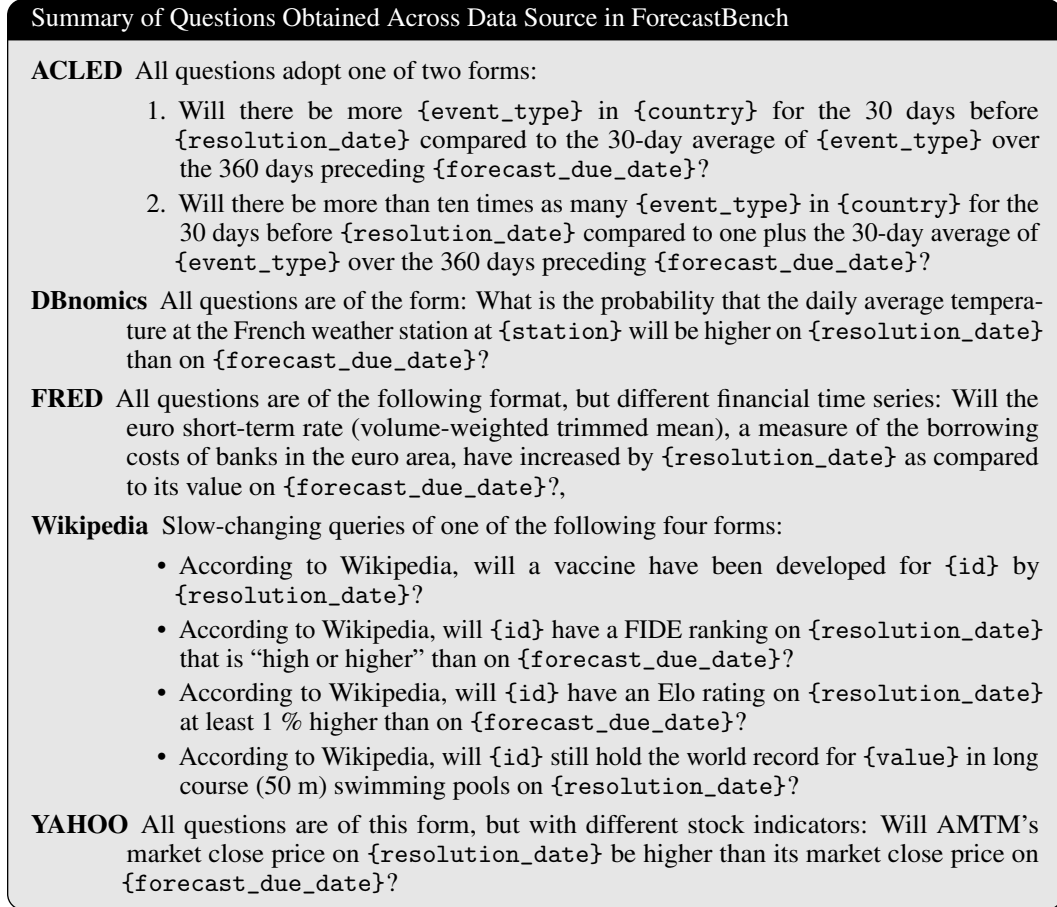 Summary of Questions Obtained Across Data Source in ForecastBench
ACLED All questions adopt one of two forms:
1. Will there be more {event_type} in {country} for the 30 days before
{resolution_date} compared to the 30-day average of {event_type} over
the 360 days preceding {forecast_due_date}?
2. Will there be more than ten times as many {event_type} in {country} for the
30 days before {resolution_date} compared to one plus the 30-day average of
{event_type} over the 360 days preceding {forecast_due_date}?
DBnomics All questions are of the form: What is the probability that the daily average tempera-
ture at the French weather station at {station} will be higher on {resolution_date}
than on {forecast_due_date}?
FRED All questions are of the following format, but different financial time series: Will the
euro short-term rate (volume-weighted trimmed mean), a measure of the borrowing
costs of banks in the euro area, have increased by {resolution_date} as compared
to its value on {forecast_due_date}?,
Wikipedia Slow-changing queries of one of the following four forms:
• According to Wikipedia, will a vaccine have been developed for {id} by
{resolution_date}?
• According to Wikipedia, will {id} have a FIDE ranking on {resolution_date}
that is “high or higher” than on {forecast_due_date}?
• According to Wikipedia, will {id} have an Elo rating on {resolution_date}
at least 1 % higher than on {forecast_due_date}?
• According to Wikipedia, will {id} still hold the world record for {value} in long
course (50 m) swimming pools on {resolution_date}?
YAHOO All questions are of this form, but with different stock indicators: Will AMTM’s
market close price on {resolution_date} be higher than its market close price on
{forecast_due_date}?